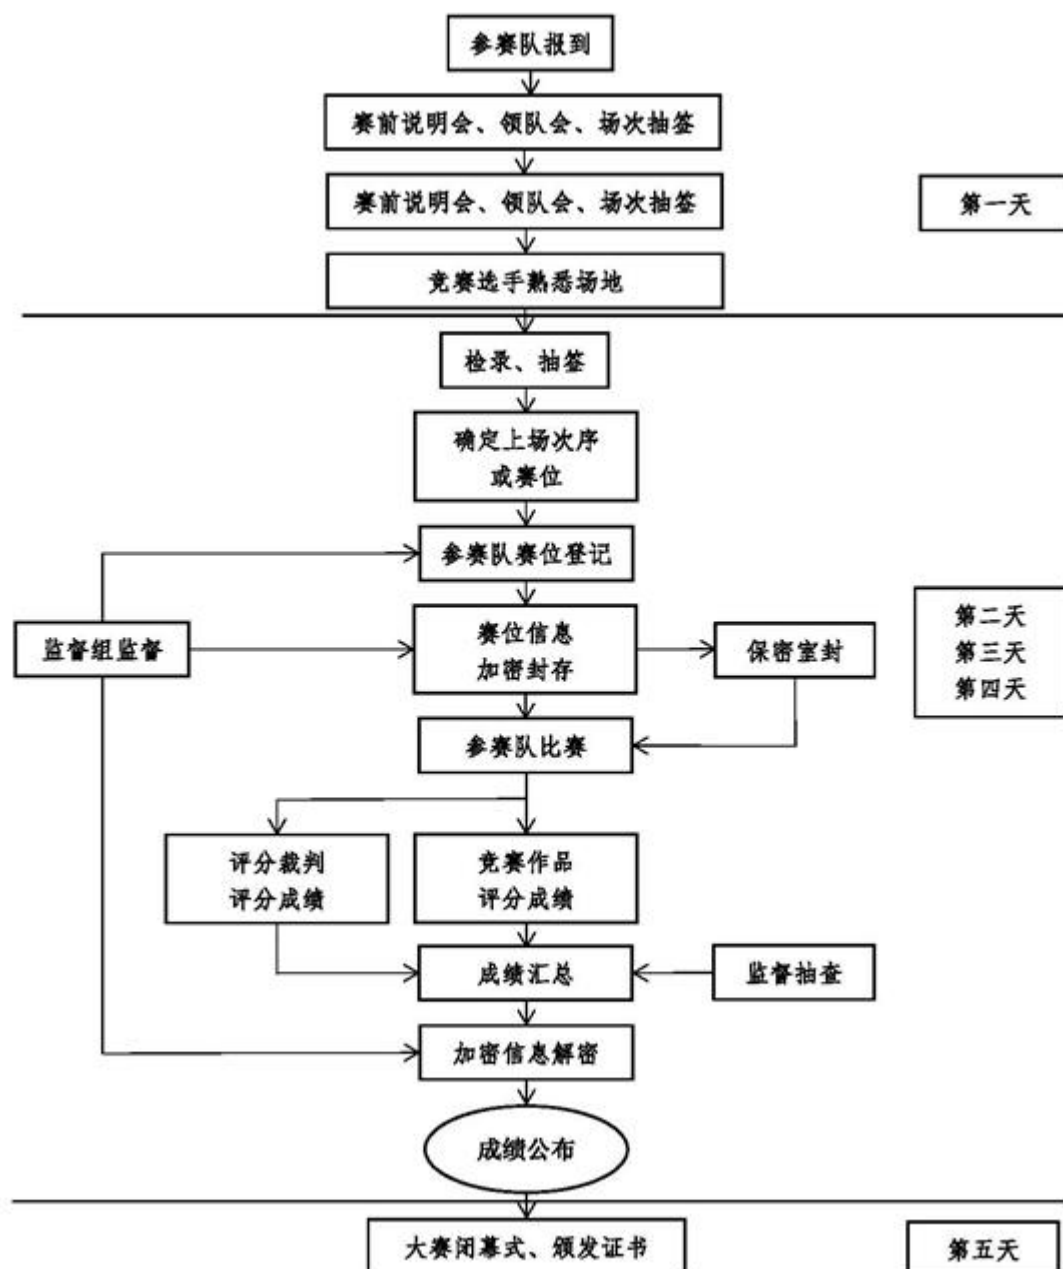 参赛队报到
赛前说明会、领队会、场次抽签
赛前说明会、领队会、场次抽签
第一天
竞赛选手熟悉场地
检录、抽签
确定上场次序
或赛位
参赛队赛位登记
监督组监督
赛位信息
加密封存
保密室封
第二天
第三天
第四天
参赛队比赛
评分裁判
评分成绩
竞赛作品
评分成绩
成绩汇总
监督抽查
加密信息解密
成绩公布
大赛闭幕式、颁发证书
第五天